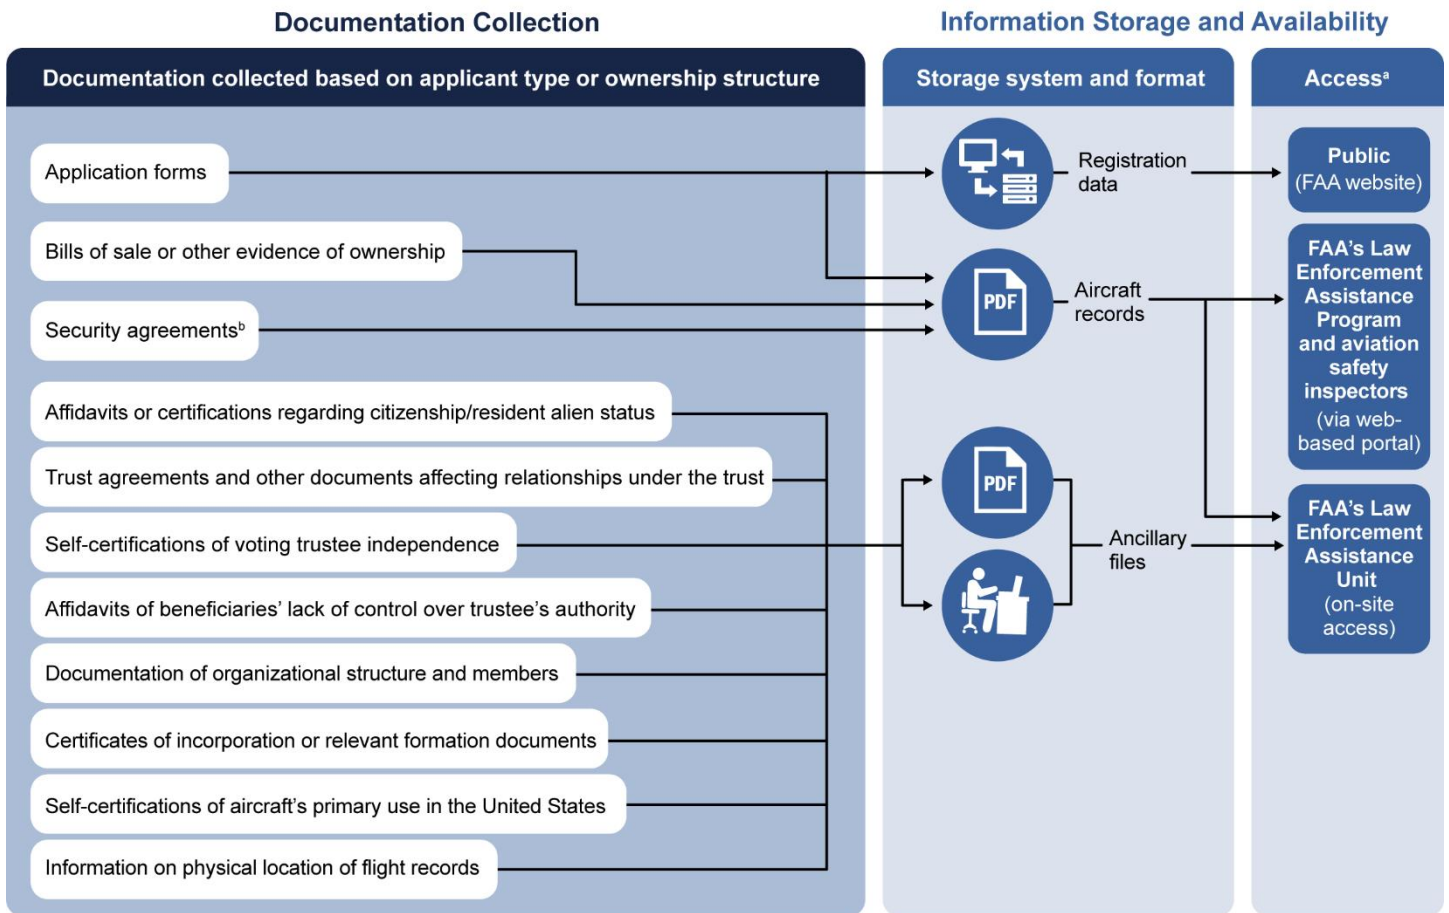 Documentation Collection
Information Storage and Availability
Documentation collected based on applicant type or ownership structure
Storage system and format
Accessᵃ
Application forms
Bills of sale or other evidence of ownership
Security agreementsᵇ
Affidavits or certifications regarding citizenship/resident alien status
Trust agreements and other documents affecting relationships under the trust
Self-certifications of voting trustee independence
Affidavits of beneficiaries’ lack of control over trustee’s authority
Documentation of organizational structure and members
Certificates of incorporation or relevant formation documents
Self-certifications of aircraft’s primary use in the United States
Information on physical location of flight records
Registration
data
PDF
Aircraft
records
PDF
Ancillary
files
Public
(FAA website)
FAA’s Law
Enforcement
Assistance
Program
and aviation
safety
inspectors
(via web-
based portal)
FAA’s Law
Enforcement
Assistance
Unit
(on-site
access)